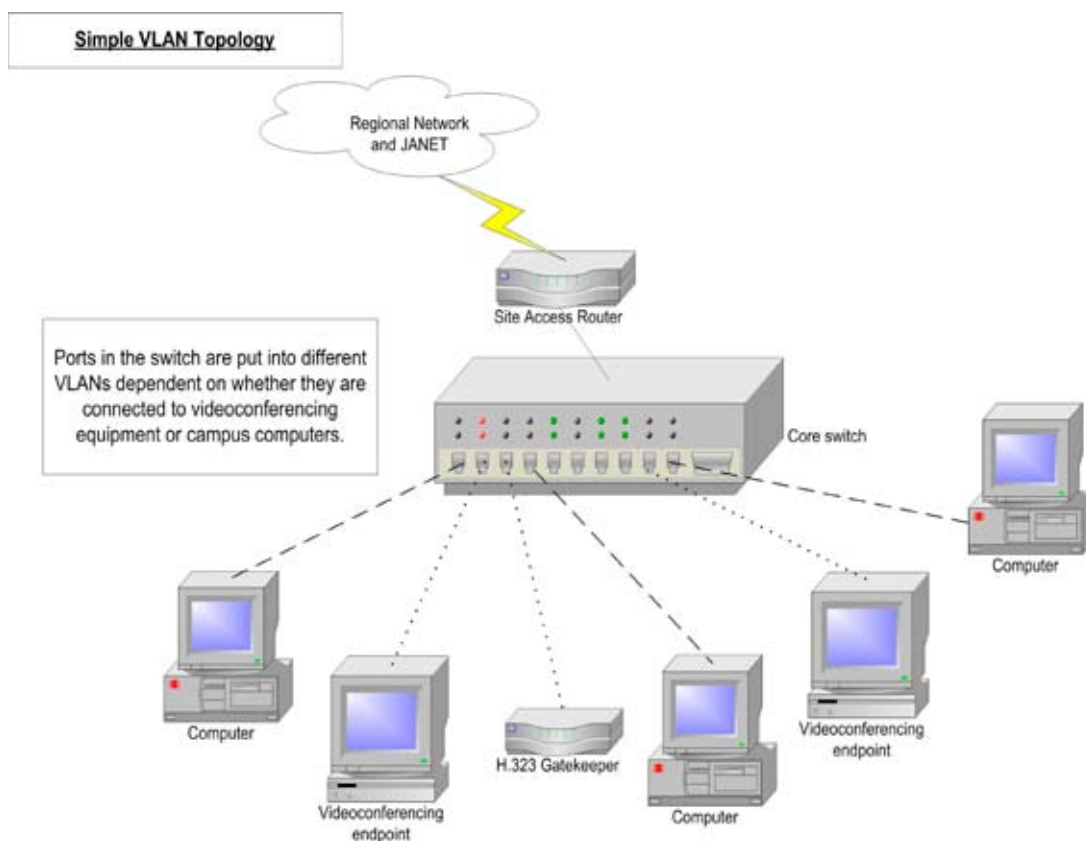 Simple VLAN Topology
Regional Network
and JANET
Site Access Router
Ports in the switch are put into different
VLANs dependent on whether they are
connected to videoconferencing
equipment or campus computers.
Core switch
Computer
Computer
Videoconferencing
endpoint
H.323 Gatekeeper
Videoconferencing
endpoint
Computer